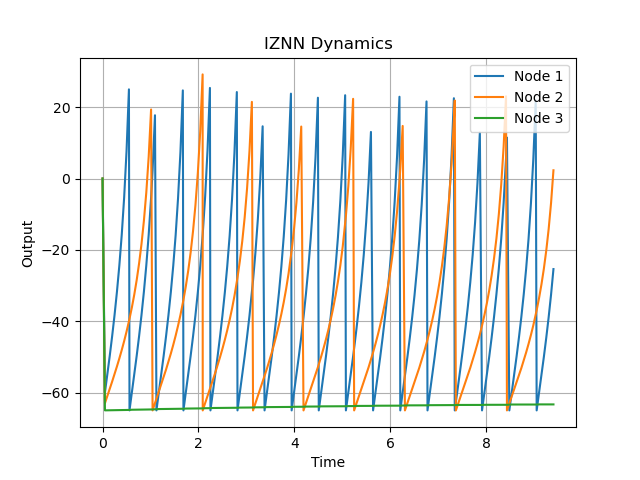 IZNN Dynamics
Node 1
Node 2
Node 3
Output
20
0
−20
−40
−60
0
2
4
6
8
Time